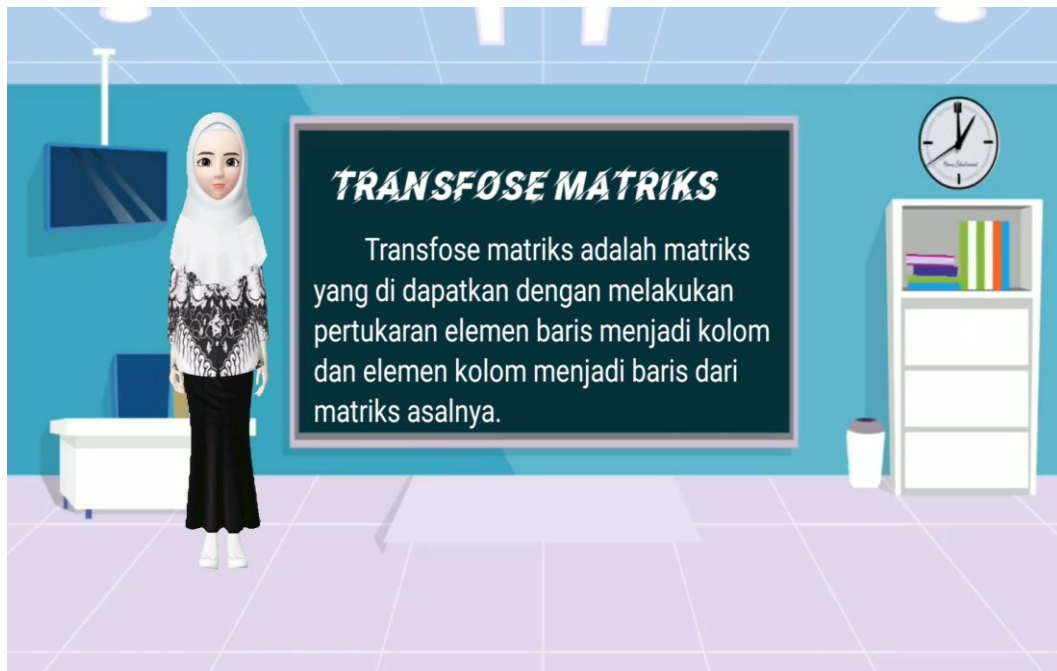 TRANSFOSE MATRIKS
Transfose matriks adalah matriks
yang di dapatkan dengan melakukan
pertukaran elemen baris menjadi kolom
dan elemen kolom menjadi baris dari
matriks asalnya.